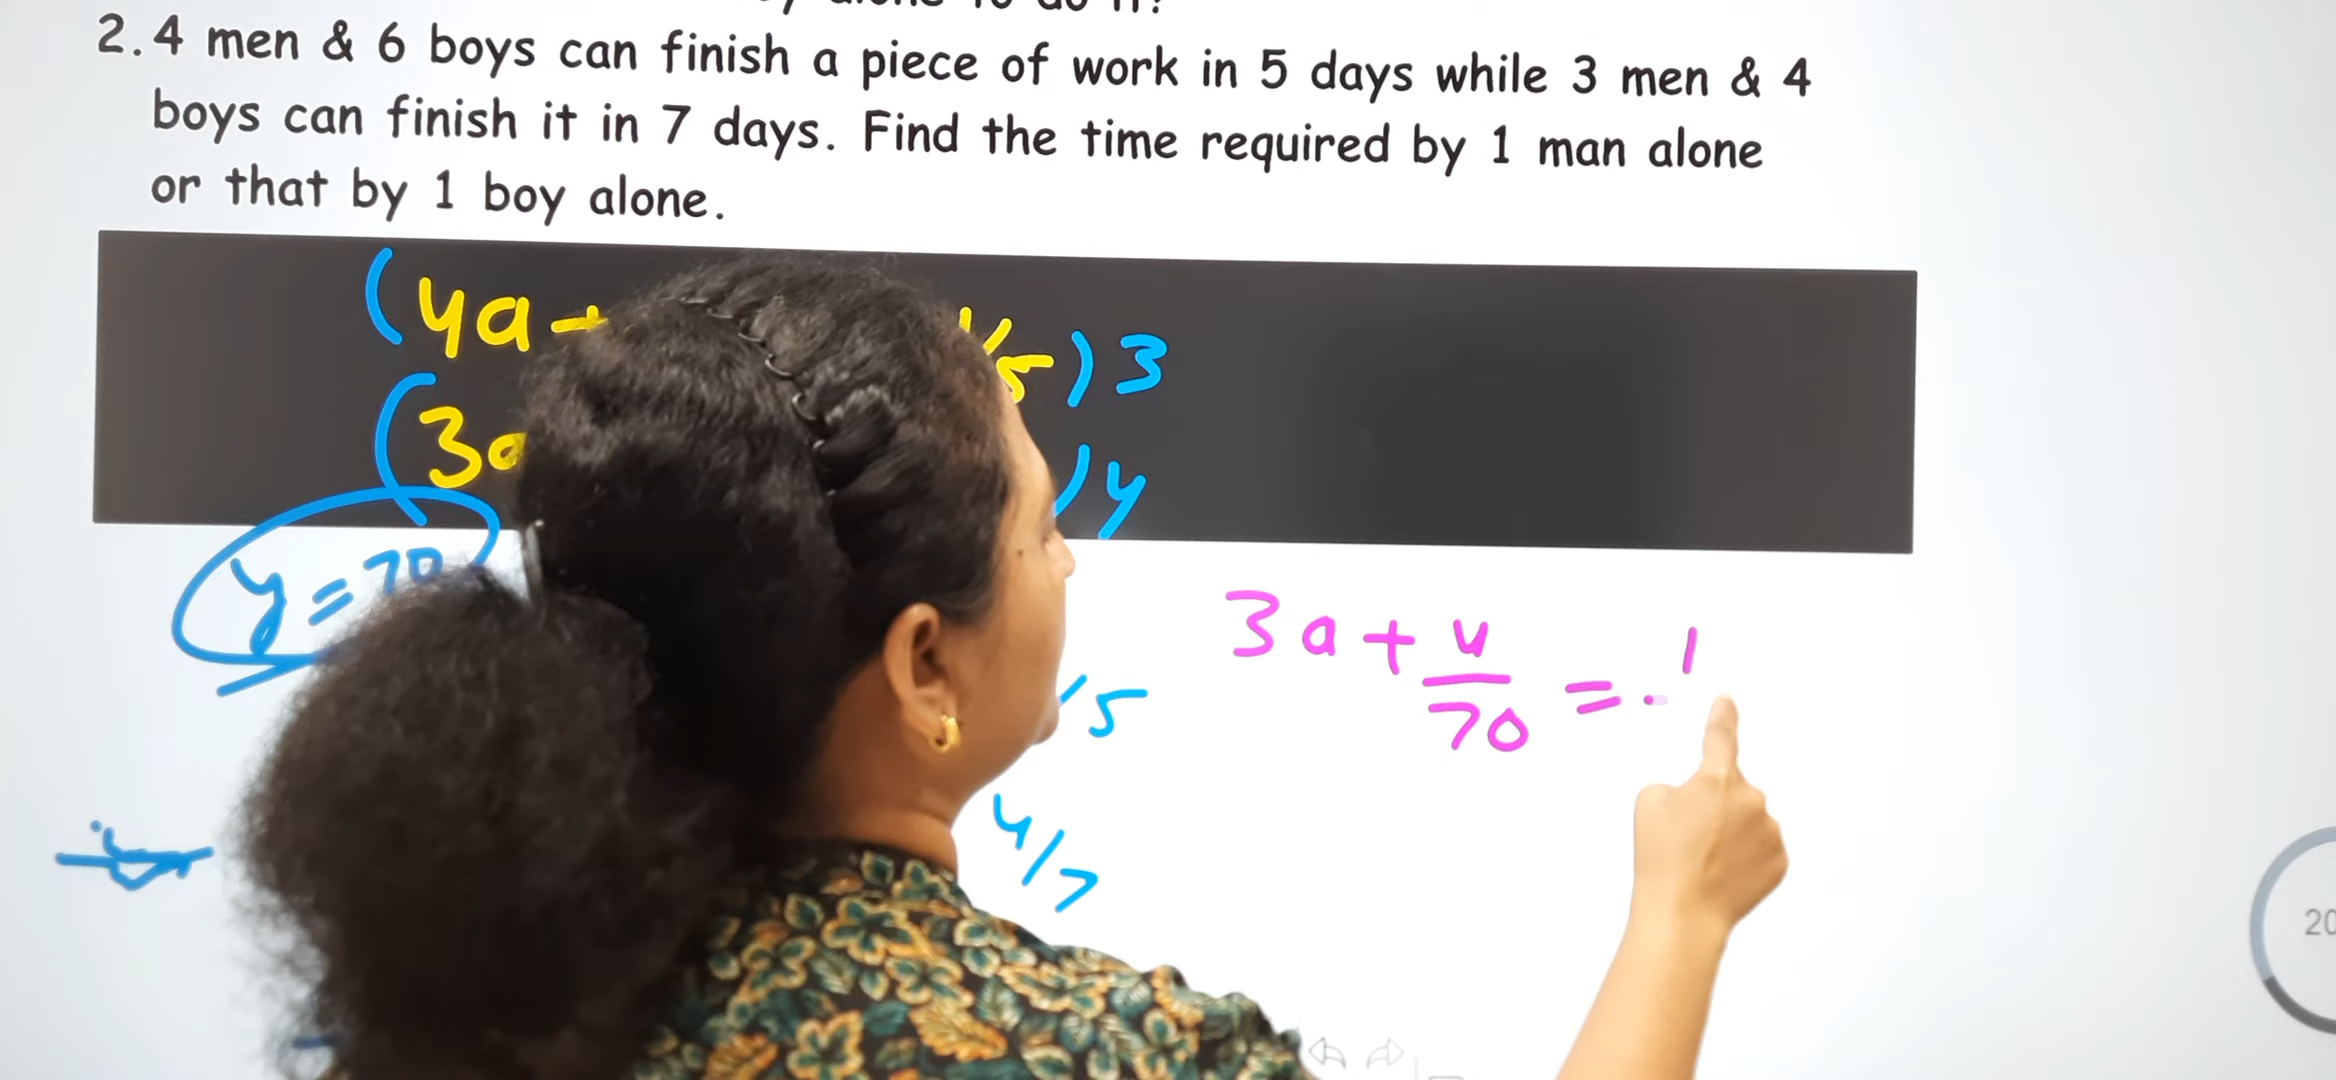 2. 4 men & 6 boys can finish a piece of work in 5 days while 3 men & 4
boys can finish it in 7 days. Find the time required by 1 man alone
or that by 1 boy alone.
(4a+ /5)3
(3a )4
y=70
3a+4/70=1
/5
4/7
20